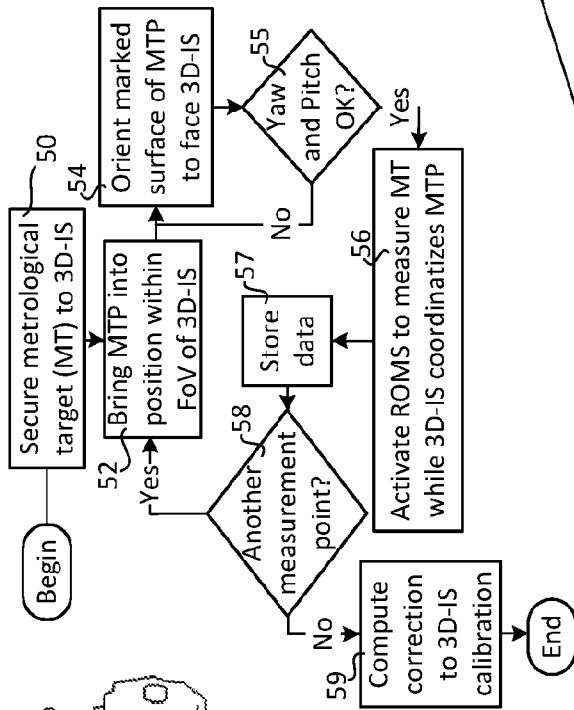 Begin
50
Secure metrological
target (MT) to 3D-IS
52
Bring MTP into
position within
FoV of 3D-IS
54
Orient marked
surface of MTP
to face 3D-IS
55
Yaw
and Pitch
OK?
No
Yes
56
Activate ROMS to measure MT
while 3D-IS coordinatizes MTP
57
Store
data
58
Another
measurement
point?
Yes
No
59
Compute
correction
to 3D-IS
calibration
End